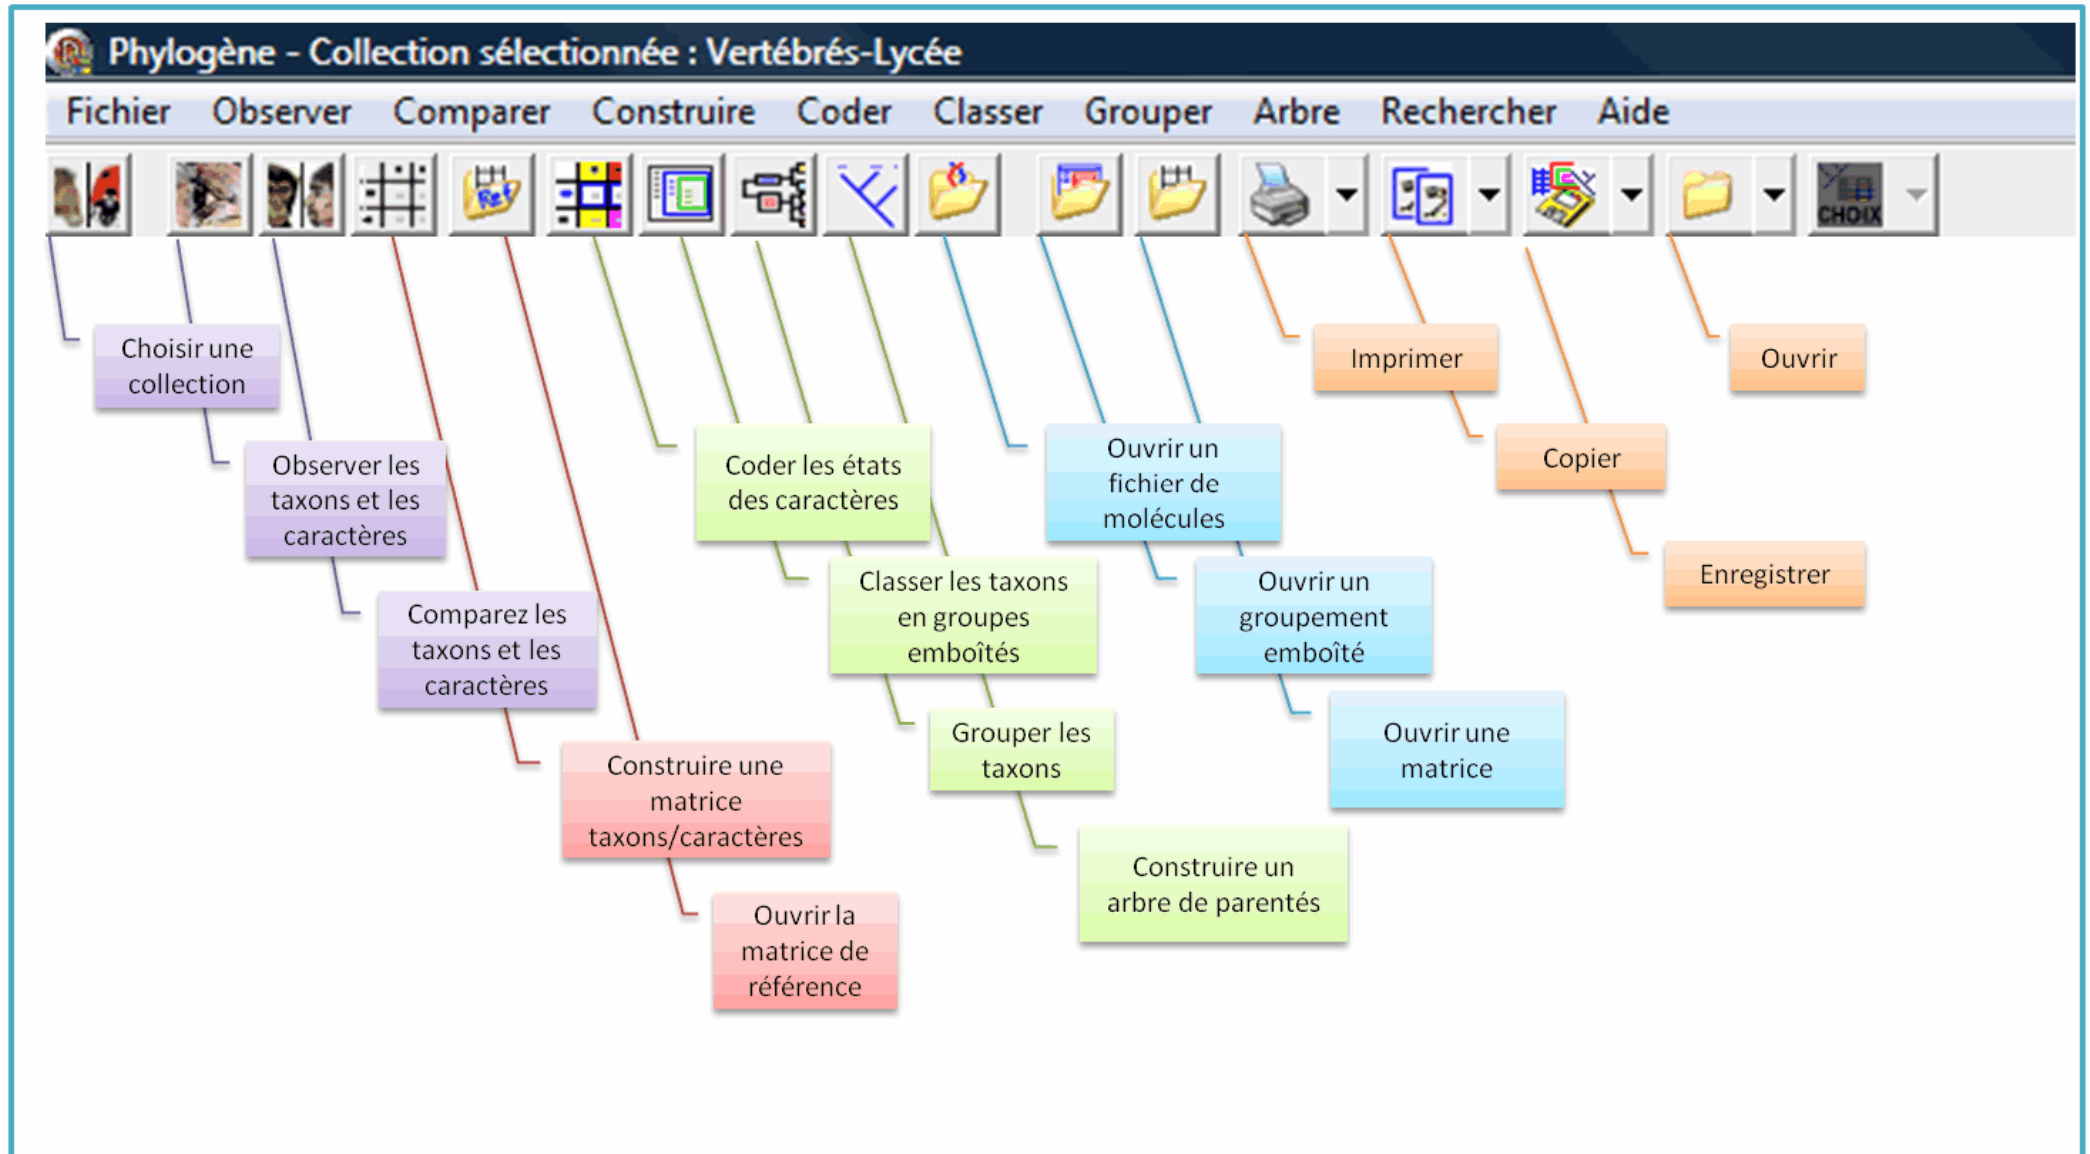 Phylogène - Collection sélectionnée : Vertébrés-Lycée
Fichier Observer Comparer Construire Coder Classer Grouper Arbre Rechercher Aide
Ref
CHOIX
Choisir une
collection
Observer les
taxons et les
caractères
Comparez les
taxons et les
caractères
Construire une
matrice
taxons/caractères
Ouvrir la
matrice de
référence
Coder les états
des caractères
Classer les taxons
en groupes
emboîtés
Grouper les
taxons
Construire un
arbre de parentés
Ouvrir un
fichier de
molécules
Ouvrir un
groupement
emboîté
Ouvrir une
matrice
Imprimer
Copier
Enregistrer
Ouvrir